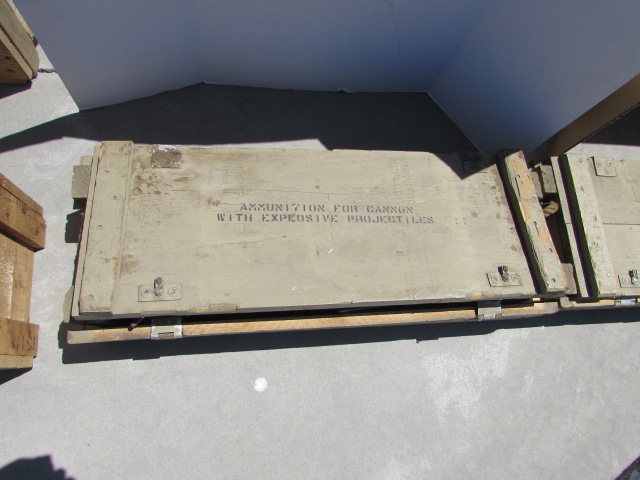 AMMUNITION FOR CANNON
WITH EXPLOSIVE PROJECTILES